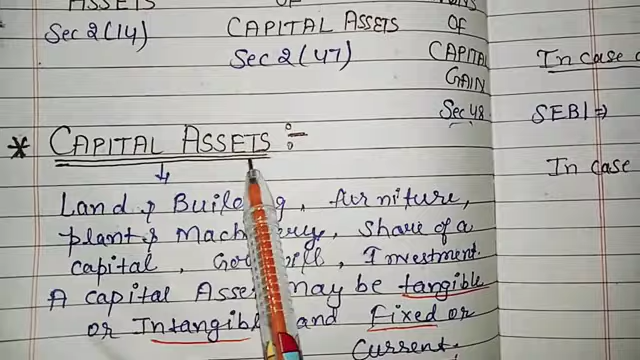 ASSETS
Sec 2(14)
CAPITAL ASSETS
Sec 2(47)
OF
CAPITAL
GAIN
Sec 48
In case
SEBI ⇒
In case
* CAPITAL ASSETS :-
Land & Building, furniture,
plant & Machinery, Share of a
capital, Goodwill, Investment.
A capital Asset may be tangible
or Intangible and Fixed or
Current.